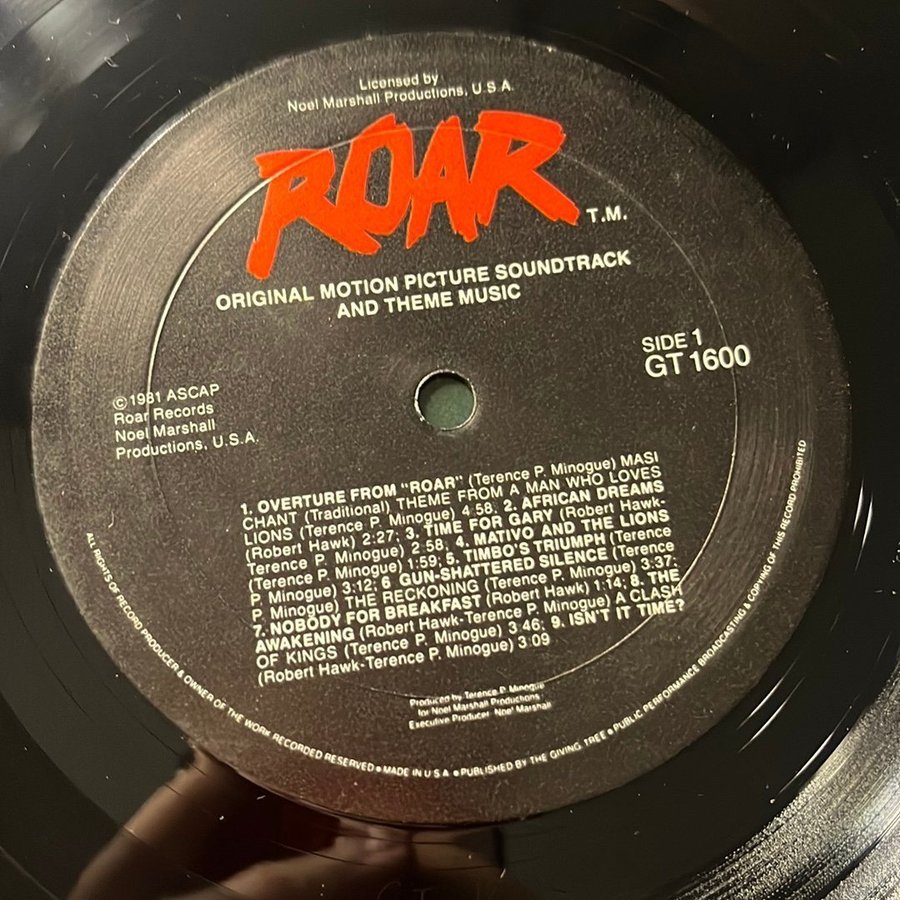 Licensed by
Noel Marshall Productions, U.S.A.
ROAR T.M.
ORIGINAL MOTION PICTURE SOUNDTRACK
AND THEME MUSIC
SIDE 1
GT 1600
©1981 ASCAP
Roar Records
Noel Marshall
Productions, U.S.A.
1. OVERTURE FROM "ROAR" (Terence P. Minogue) MASI
CHANT (Traditional) THEME FROM A MAN WHO LOVES
LIONS (Terence P. Minogue) 4:58, 2. AFRICAN DREAMS
(Robert Hawk) 2:27; 3. TIME FOR GARY (Robert Hawk-
Terence P. Minogue) 2:58, 4. MATIVO AND THE LIONS
(Terence P. Minogue) 1:59; 5. TIMBO'S TRIUMPH (Terence
P. Minogue) 3:12; 6 GUN-SHATTERED SILENCE (Terence
P. Minogue) THE RECKONING (Terence P. Minogue) 3:37;
7. NOBODY FOR BREAKFAST (Robert Hawk) 1:14; 8. THE
AWAKENING (Robert Hawk-Terence P. Minogue) A CLASH
OF KINGS (Terence P. Minogue) 3:46; 9. ISN'T IT TIME?
(Robert Hawk-Terence P. Minogue) 3:09
Produced by Terence P. Minogue
for Noel Marshall Productions
Executive Producer Noel Marshall
ALL RIGHTS OF RECORD PRODUCER & OWNER OF THE WORK RECORDED RESERVED • MADE IN U S A • PUBLISHED BY THE GIVING TREE • PUBLIC PERFORMANCE BROADCASTING & COPYING OF THIS RECORD PROHIBITED